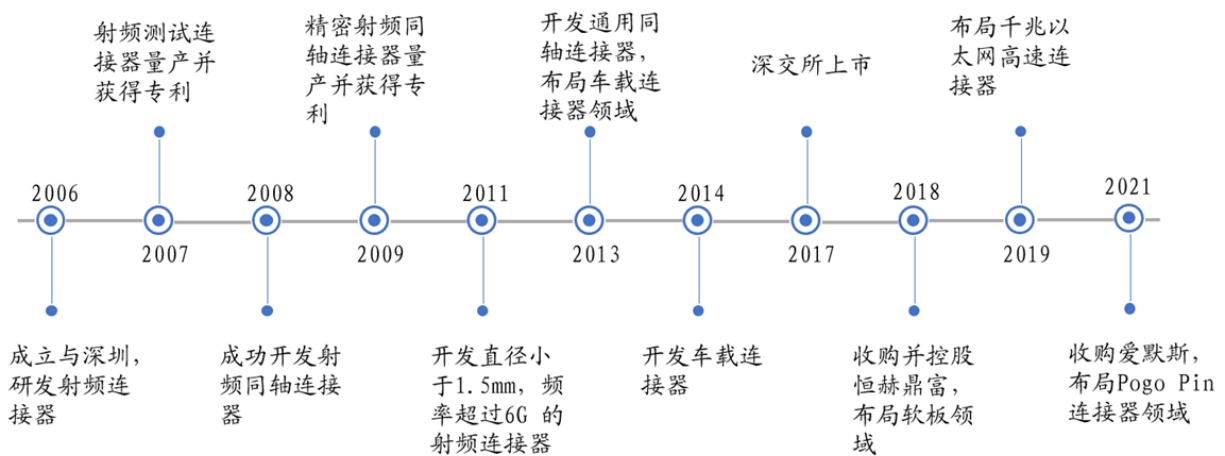 射频测试连
接器量产并
获得专利
精密射频同
轴连接器量
产并获得专
利
开发通用同
轴连接器，
布局车载连
接器领域
深交所上市
布局千兆以
太网高速连
接器
2006
2007
2008
2009
2011
2013
2014
2017
2018
2019
2021
成立与深圳，
研发射频连
接器
成功开发射
频同轴连接
器
开发直径小
于1.5mm，频
率超过6G 的
射频连接器
开发车载连
接器
收购并控股
恒赫鼎富，
布局软板领
域
收购爱默斯，
布局Pogo Pin
连接器领域